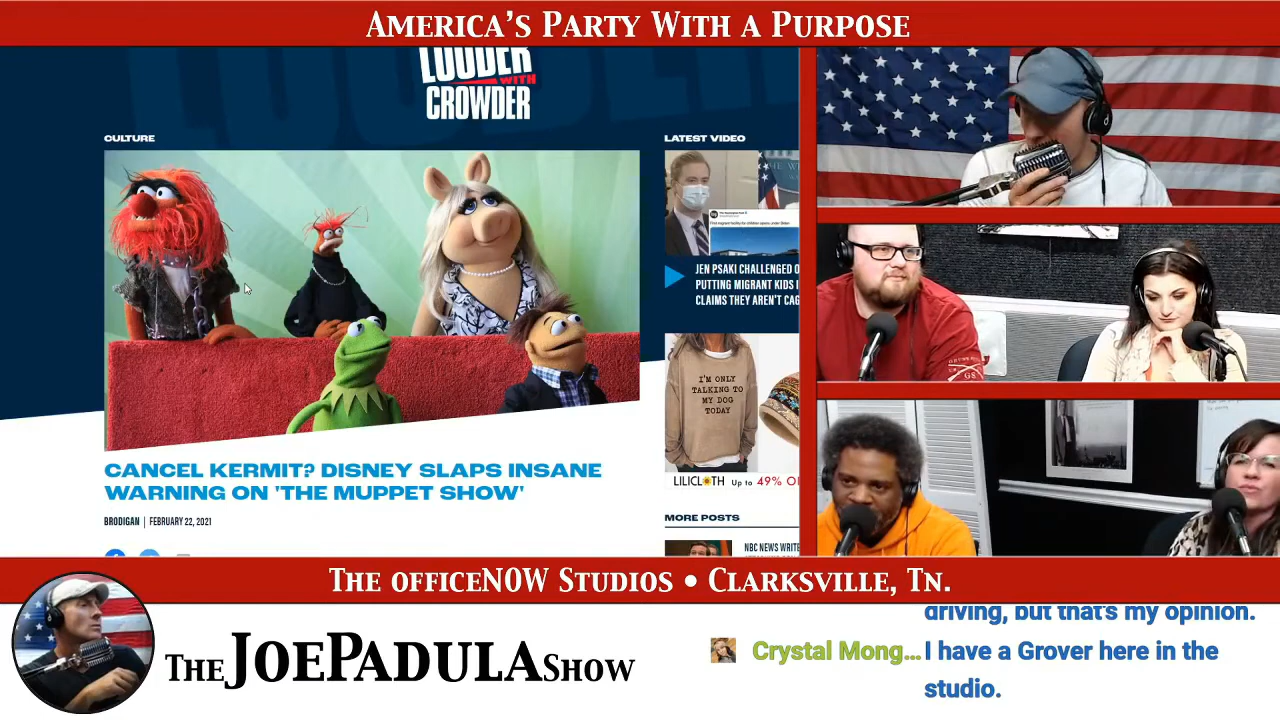 AMERICA'S PARTY WITH A PURPOSE
LOUDER
WITH
CROWDER
CULTURE
LATEST VIDEO
JEN PSAKI CHALLENGED O
PUTTING MIGRANT KIDS I
CLAIMS THEY AREN'T CAG
I'M ONLY
TALKING TO
MY DOG
TODAY
LILICLOTH Up to 49% O
CANCEL KERMIT? DISNEY SLAPS INSANE
WARNING ON 'THE MUPPET SHOW'
BRODIGAN | FEBRUARY 22, 2021
MORE POSTS
NBC NEWS WRITE
THE OFFICENOW STUDIOS • CLARKSVILLE, TN.
THE JOEPADULA SHOW
driving, but that's my opinion.
Crystal Mong... I have a Grover here in the
studio.